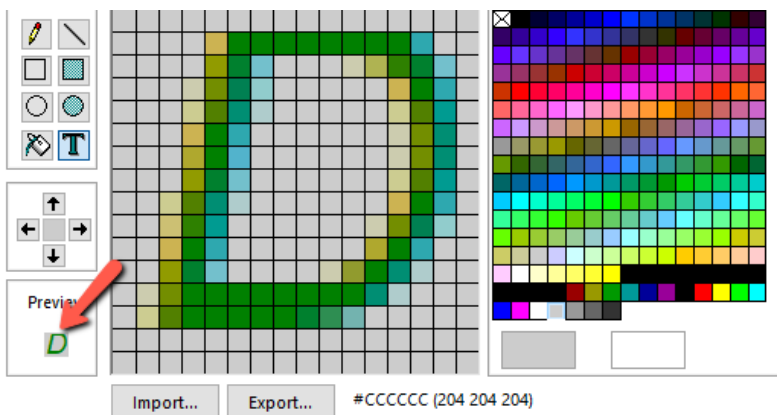 T
Preview
D
Import...
Export...
#CCCCCC (204 204 204)